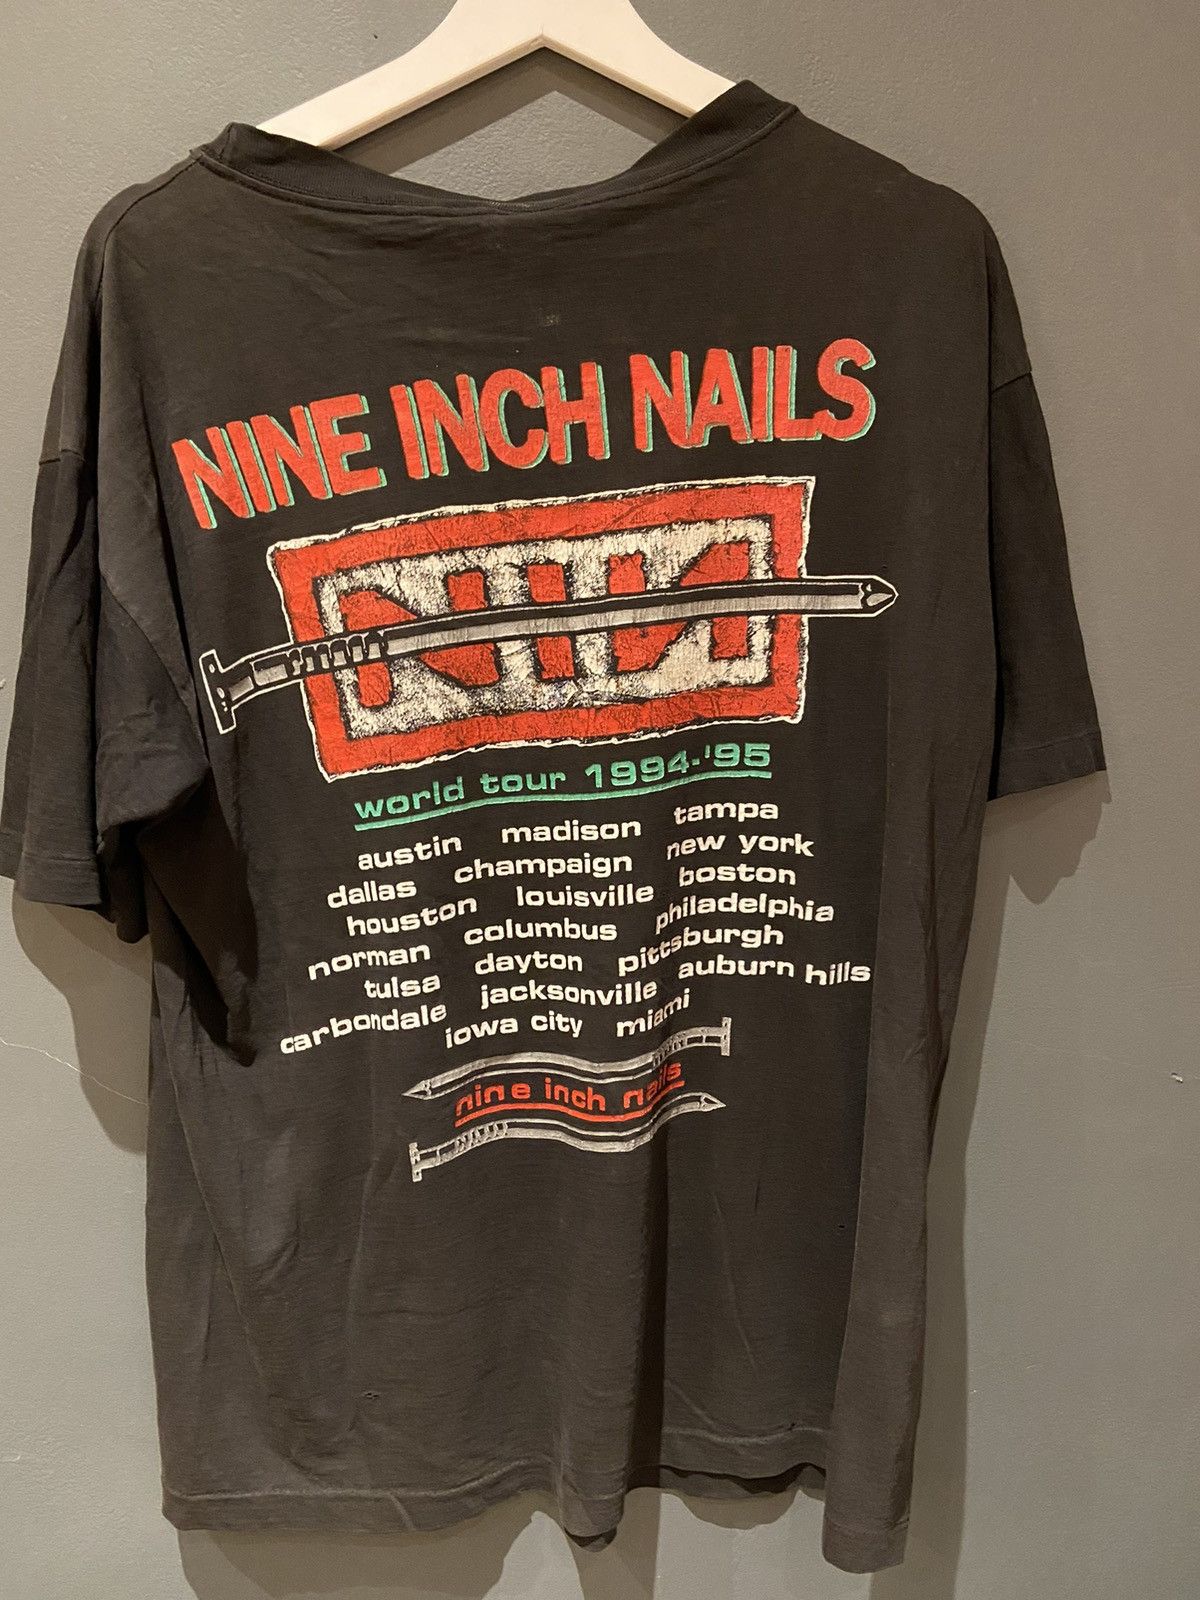 NINE INCH NAILS
NIN
world tour 1994-'95
austin madison tampa
dallas champaign new york
houston louisville boston
norman columbus philadelphia
tulsa dayton pittsburgh
carbondale jacksonville auburn hills
iowa city miami
nine inch nails